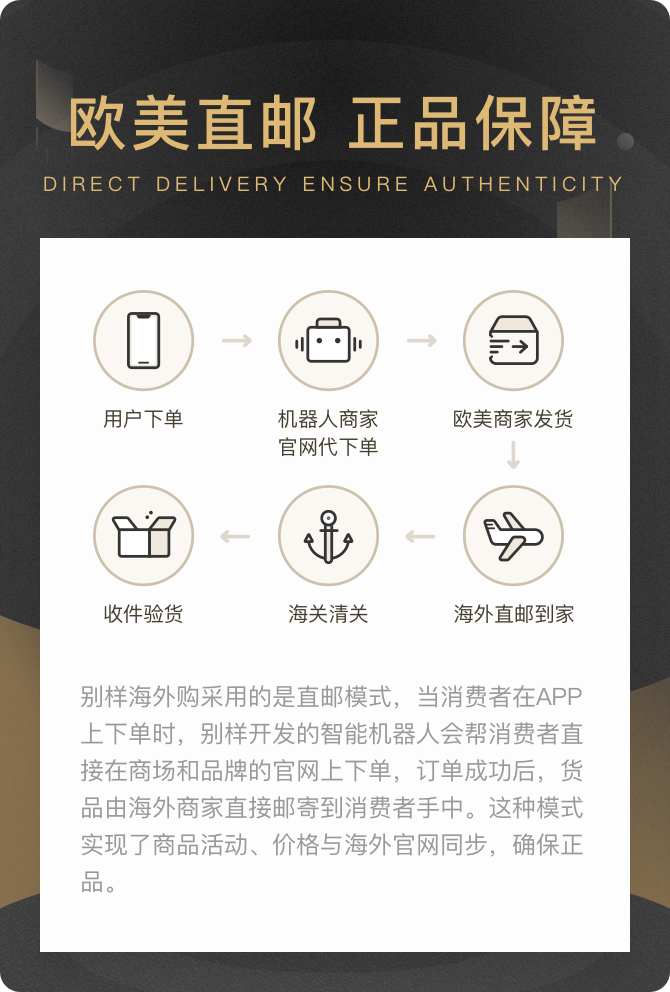 欧美直邮 正品保障
DIRECT DELIVERY ENSURE AUTHENTICITY
用户下单
机器人商家
官网代下单
欧美商家发货
收件验货
海关清关
海外直邮到家
别样海外购采用的是直邮模式，当消费者在APP
上下单时，别样开发的智能机器人会帮消费者直
接在商场和品牌的官网上下单，订单成功后，货
品由海外商家直接邮寄到消费者手中。这种模式
实现了商品活动、价格与海外官网同步，确保正
品。